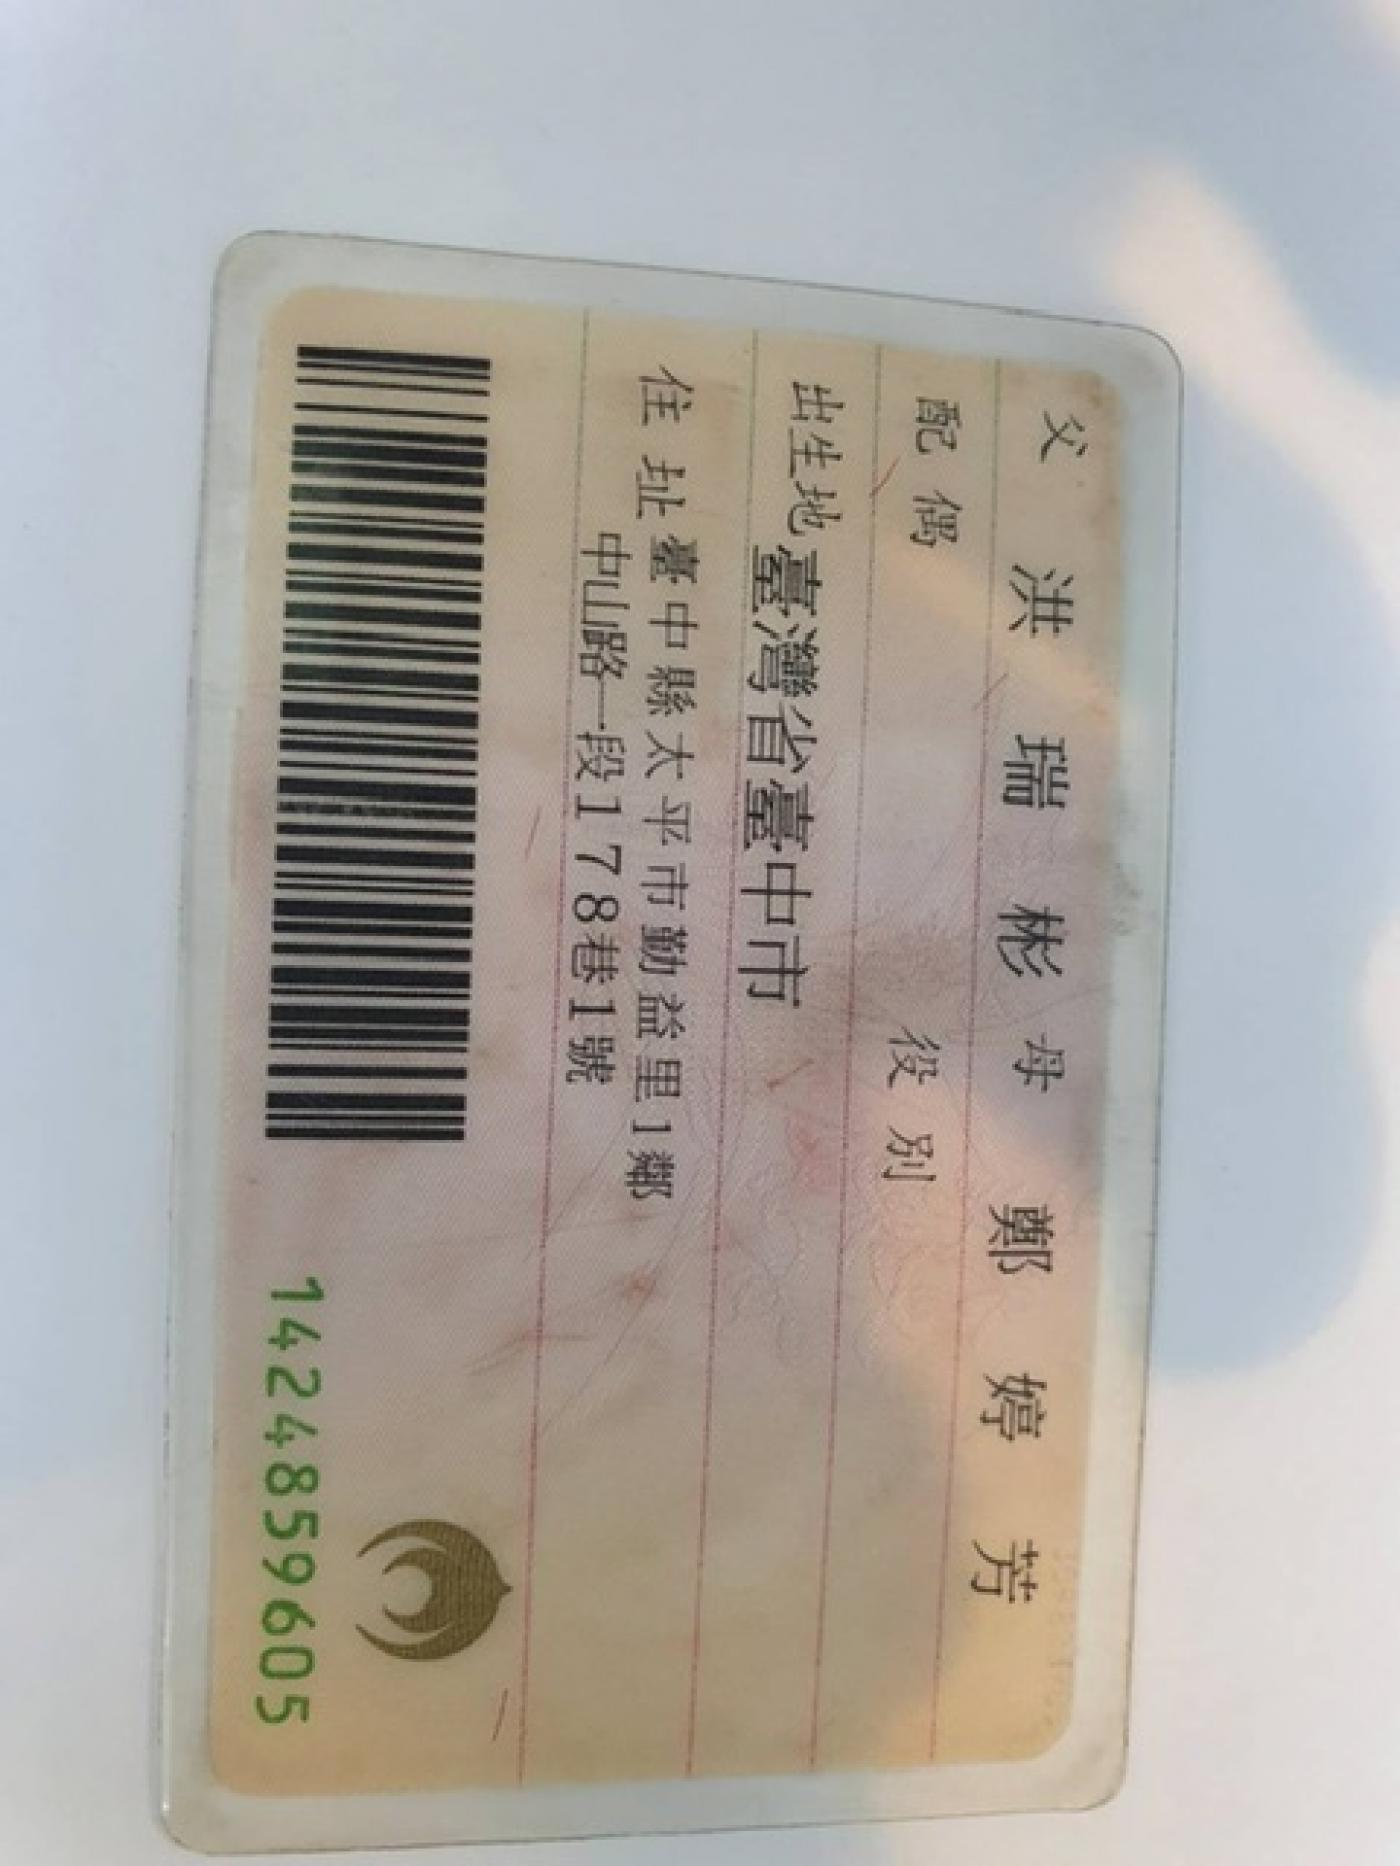 父 洪瑞彬 母 鄭婷芳
配偶 役別
出生地 臺灣省臺中市
住址 臺中縣太平市勤益里1鄰
中山路一段178巷1號
1424859605